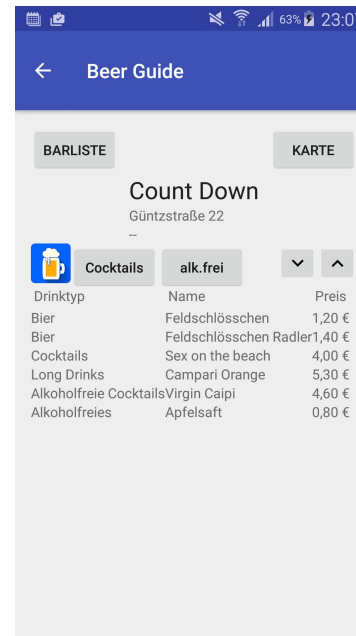 63% 23:0
Beer Guide
BARLISTE KARTE
Count Down
Güntzstraße 22
--
Cocktails alk.frei
Drinktyp Name Preis
Bier Feldschlösschen 1,20 €
Bier Feldschlösschen Radler 1,40 €
Cocktails Sex on the beach 4,00 €
Long Drinks Campari Orange 5,30 €
Alkoholfreie Cocktails Virgin Caipi 4,60 €
Alkoholfreies Apfelsaft 0,80 €